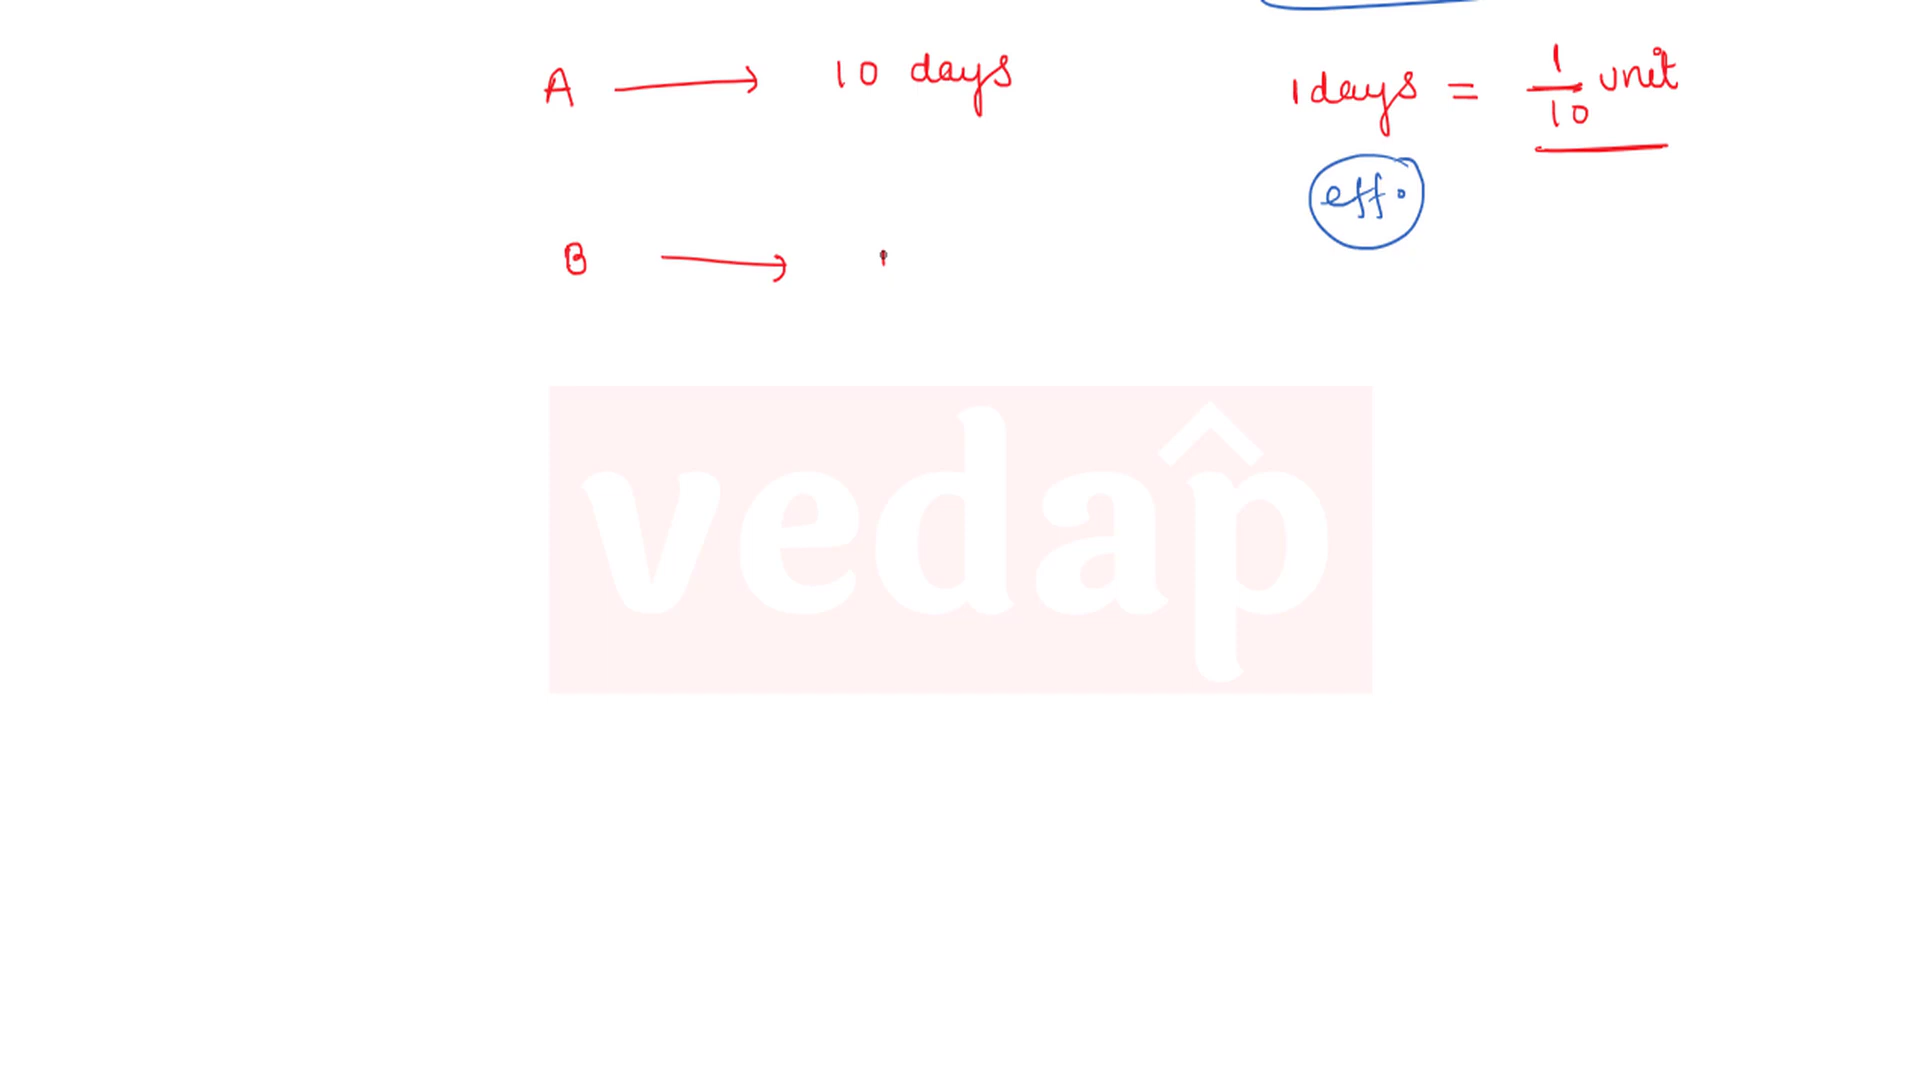 A → 10 days 1 days = 1/10 unit
eff.
B →
vedap̂